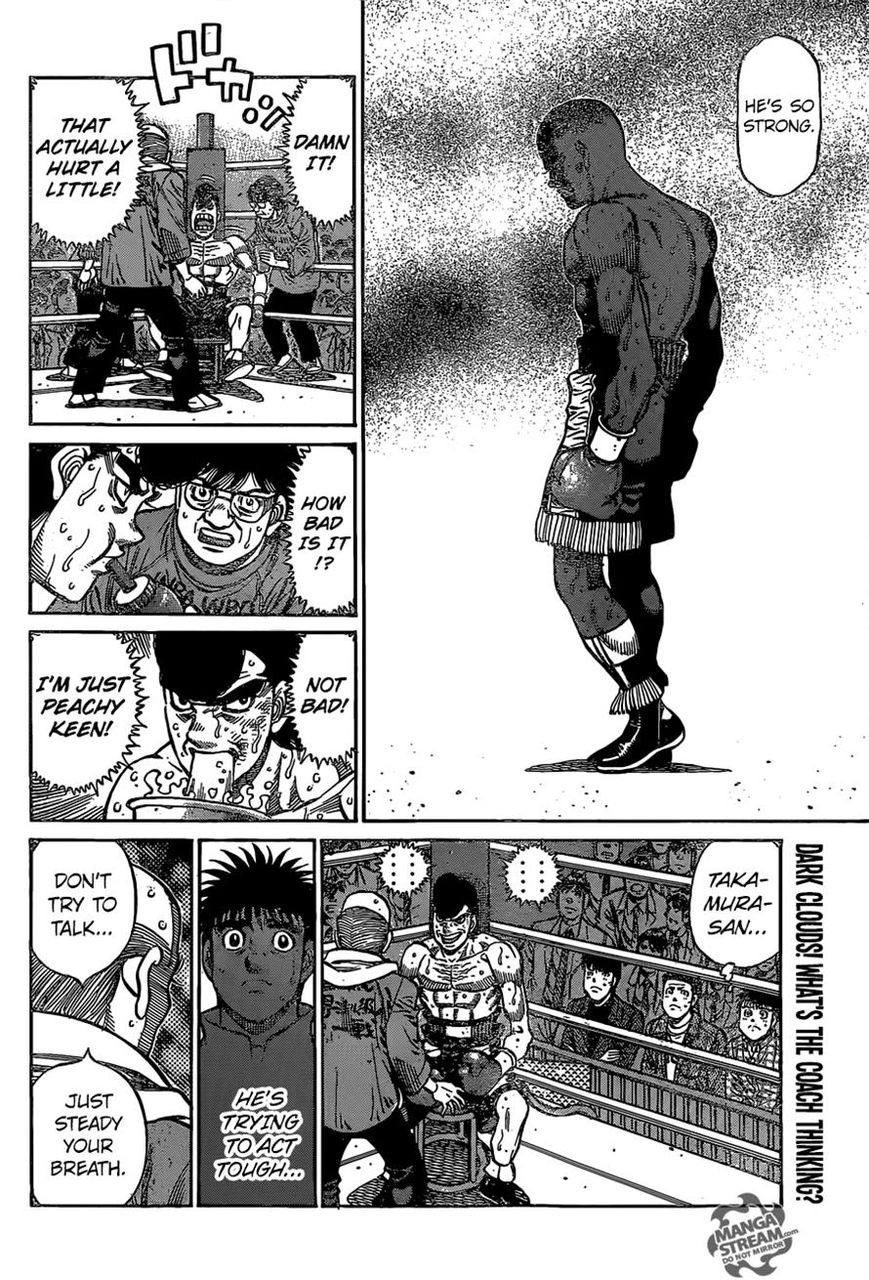 HE'S SO
STRONG.
ドカッ
DAMN
IT!
THAT
ACTUALLY
HURT A
LITTLE!
HOW
BAD
IS IT
!?
NOT
BAD!
I'M JUST
PEACHY
KEEN!
TAKA-
MURA-
SAN...
HE'S
TRYING
TO ACT
TOUGH...
DON'T
TRY TO
TALK...
JUST
STEADY
YOUR
BREATH.
DARK CLOUDS! WHAT'S THE COACH THINKING?
MANGA
STREAM.com
DO NOT MIRROR